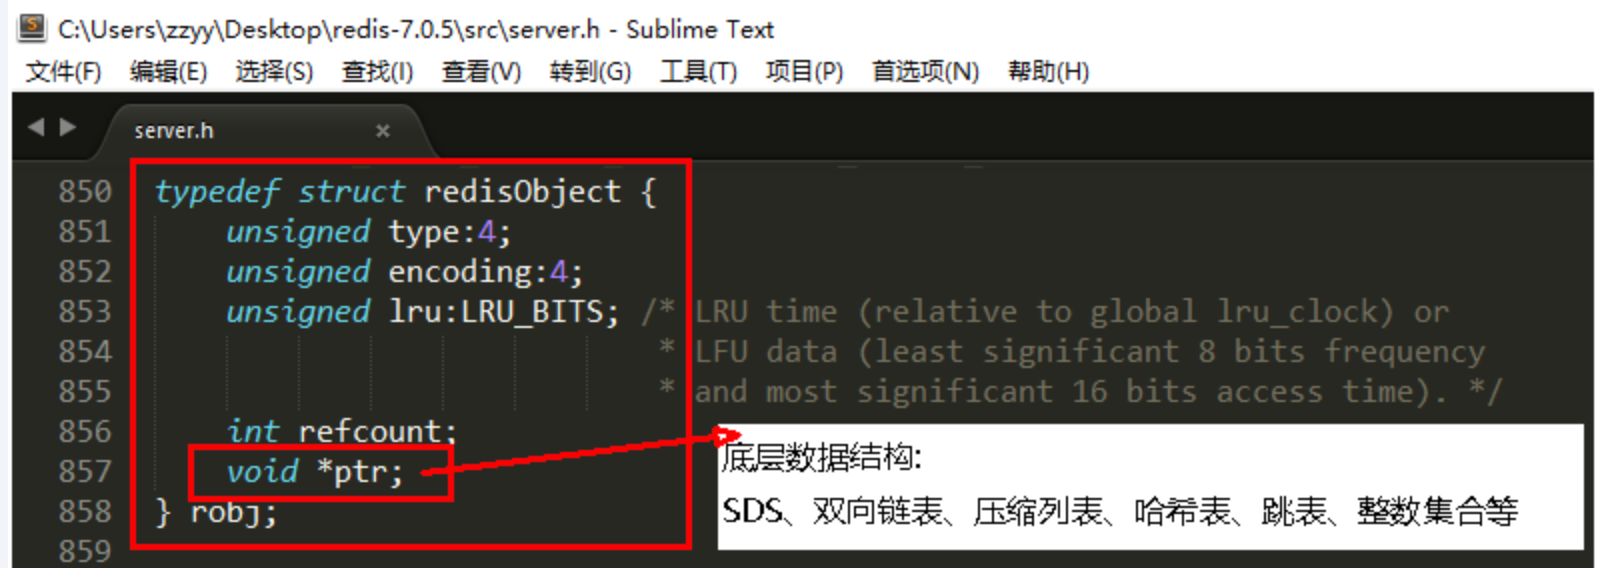 C:\Users\zzyy\Desktop\redis-7.0.5\src\server.h - Sublime Text
文件(F) 编辑(E) 选择(S) 查找(I) 查看(V) 转到(G) 工具(T) 项目(P) 首选项(N) 帮助(H)
server.h ×
850 typedef struct redisObject {
851 unsigned type:4;
852 unsigned encoding:4;
853 unsigned lru:LRU_BITS; /* LRU time (relative to global lru_clock) or
854 * LFU data (least significant 8 bits frequency
855 * and most significant 16 bits access time). */
856 int refcount;
857 void *ptr;
858 } robj;
859
底层数据结构:
SDS、双向链表、压缩列表、哈希表、跳表、整数集合等